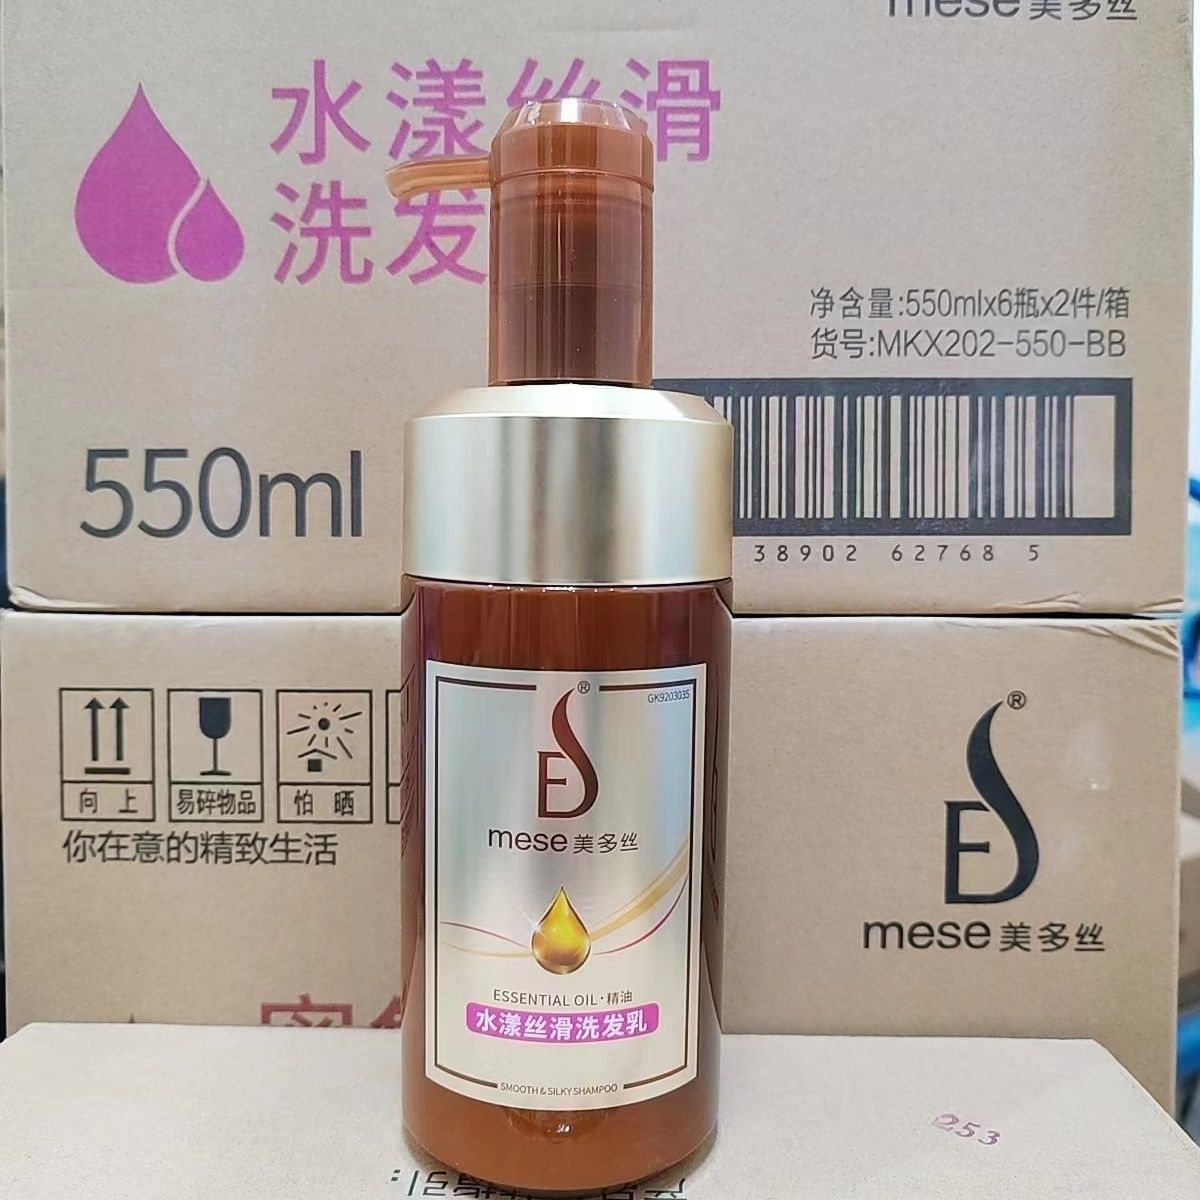 mese美多丝
水漾丝滑
洗发
净含量:550mlx6瓶x2件/箱
货号:MKX202-550-BB
550ml
38902 62768 5
向上
易碎物品
怕晒
你在意的精致生活
ES®
mese美多丝
GK9203035
ES®
mese美多丝
ESSENTIAL OIL·精油
水漾丝滑洗发乳
SMOOTH & SILKY SHAMPOO
253